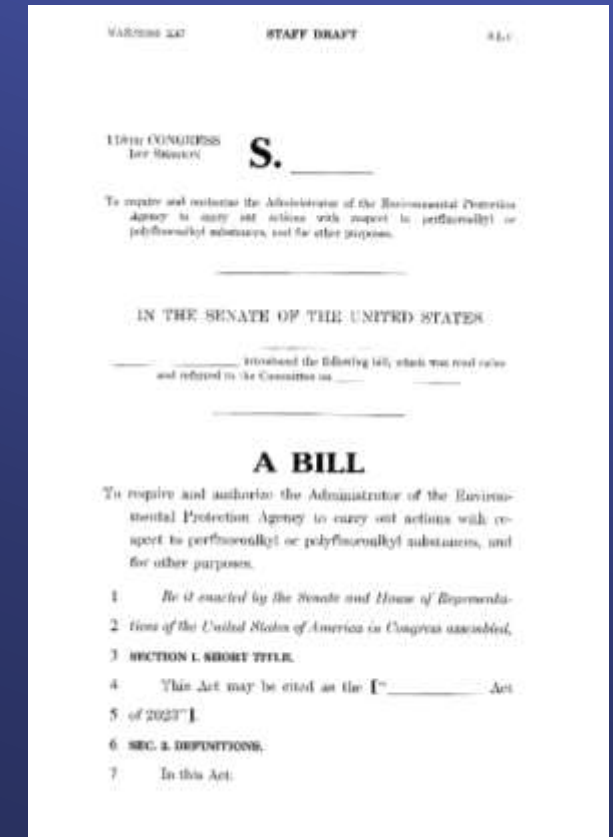 STAFF DRAFT
S.L.C.
118TH CONGRESS
1ST SESSION
S. ______
To require and authorize the Administrator of the Environmental Protection
Agency to carry out actions with respect to perfluoroalkyl or
polyfluoroalkyl substances, and for other purposes.
IN THE SENATE OF THE UNITED STATES
introduced the following bill; which was read twice
and referred to the Committee on
A BILL
To require and authorize the Administrator of the Environ-
mental Protection Agency to carry out actions with re-
spect to perfluoroalkyl or polyfluoroalkyl substances, and
for other purposes.
1 Be it enacted by the Senate and House of Representa-
2 tives of the United States of America in Congress assembled,
3 SECTION 1. SHORT TITLE.
4 This Act may be cited as the [“__________ Act
5 of 2023”].
6 SEC. 2. DEFINITIONS.
7 In this Act: